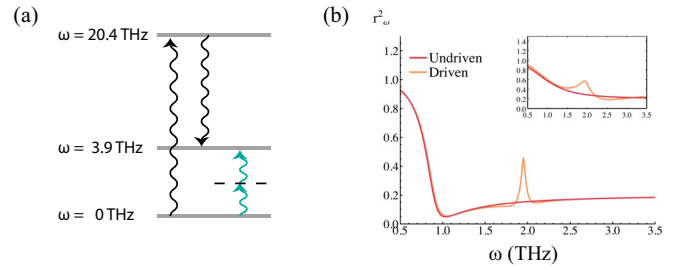 (a)
ω = 20.4 THz
ω = 3.9 THz
ω = 0 THz
(b)
r²ω
1.2
1.0
0.8
0.6
0.4
0.2
0.0
0.5
1.0
1.5
2.0
2.5
3.0
3.5
ω (THz)
Undriven
Driven
1.4
1.2
1.0
0.8
0.6
0.4
0.2
0.0
0.5 1.0 1.5 2.0 2.5 3.0 3.5